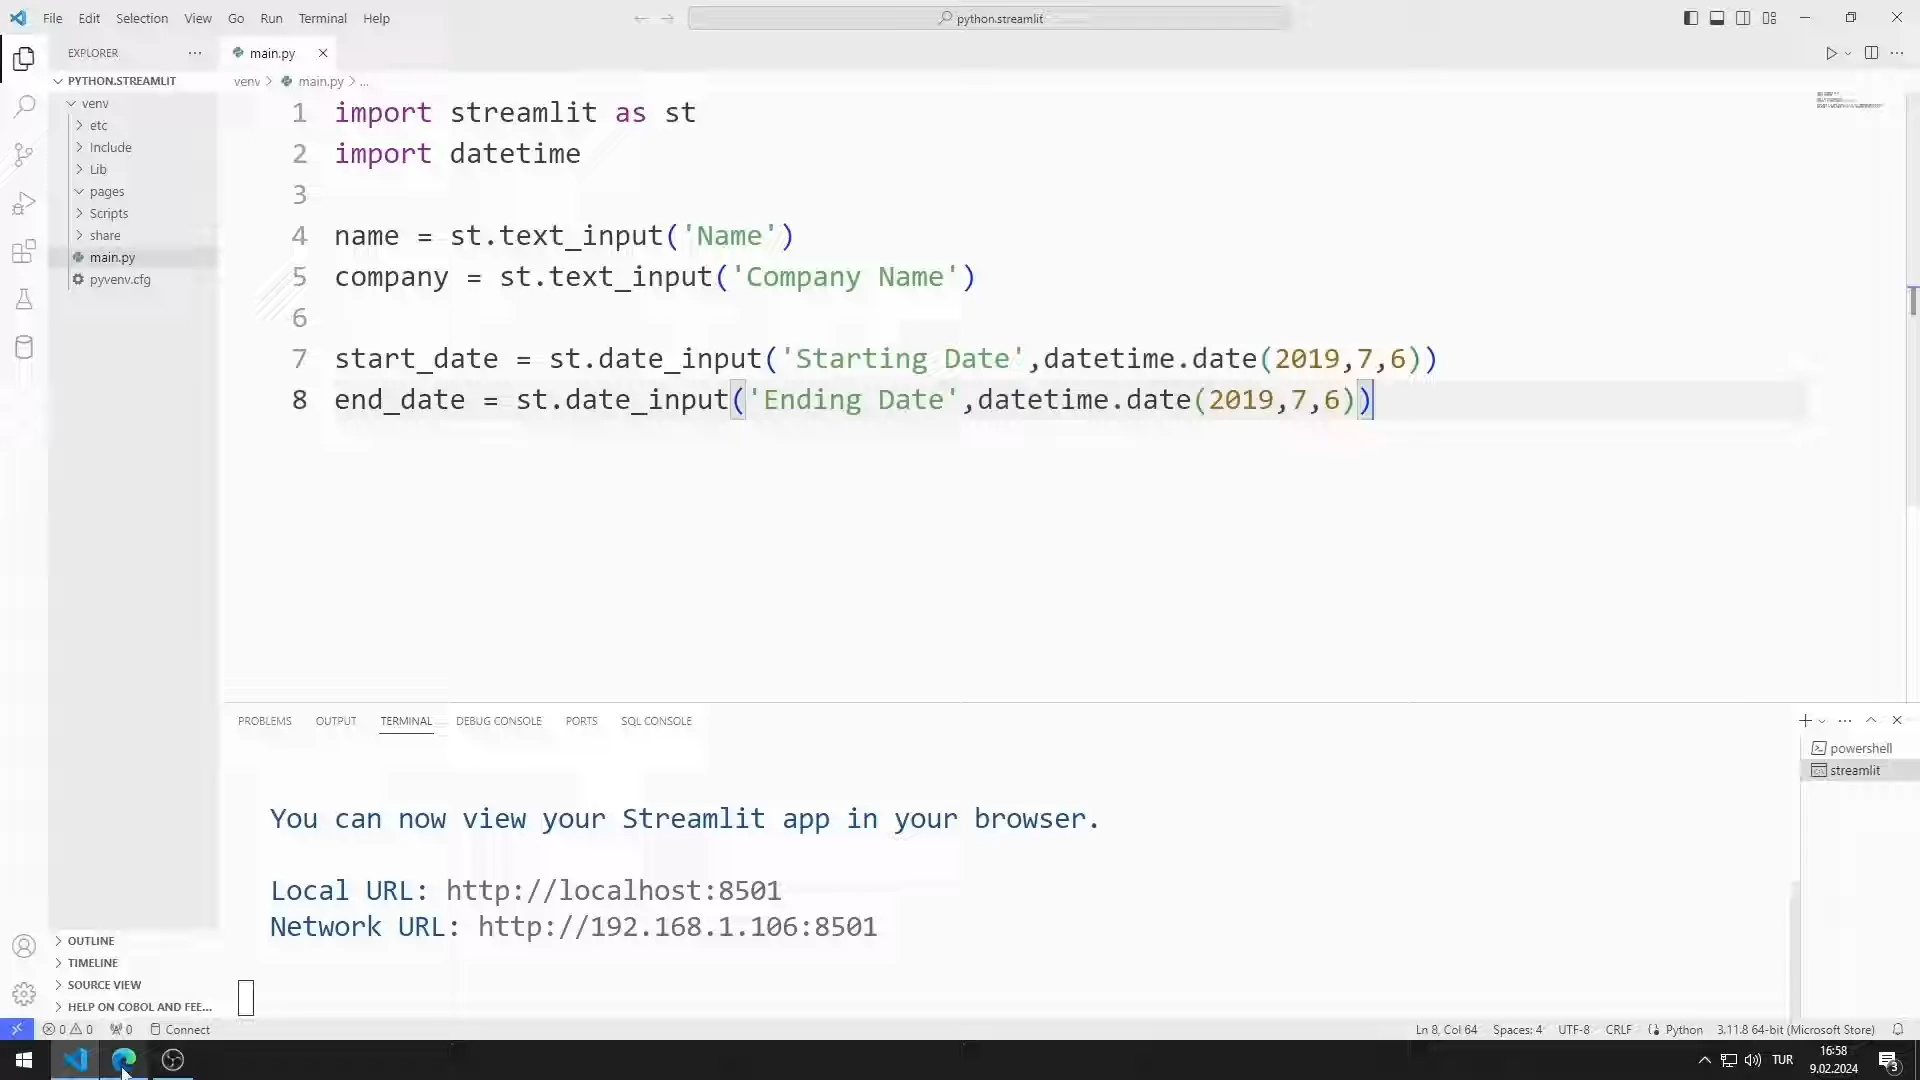 File Edit Selection View Go Run Terminal Help
python.streamlit
EXPLORER
main.py
PYTHON.STREAMLIT
venv > main.py > ...
venv
etc
Include
Lib
pages
Scripts
share
main.py
pyvenv.cfg
1 import streamlit as st
2 import datetime
3
4 name = st.text_input('Name')
5 company = st.text_input('Company Name')
6
7 start_date = st.date_input('Starting Date',datetime.date(2019,7,6))
8 end_date = st.date_input('Ending Date',datetime.date(2019,7,6))
PROBLEMS OUTPUT TERMINAL DEBUG CONSOLE PORTS SQL CONSOLE
powershell
streamlit
You can now view your Streamlit app in your browser.
Local URL: http://localhost:8501
Network URL: http://192.168.1.106:8501
OUTLINE
TIMELINE
SOURCE VIEW
HELP ON COBOL AND FEE...
0 0 0 Connect
Ln 8, Col 64 Spaces: 4 UTF-8 CRLF Python 3.11.8 64-bit (Microsoft Store)
TUR
16:58
9.02.2024
3